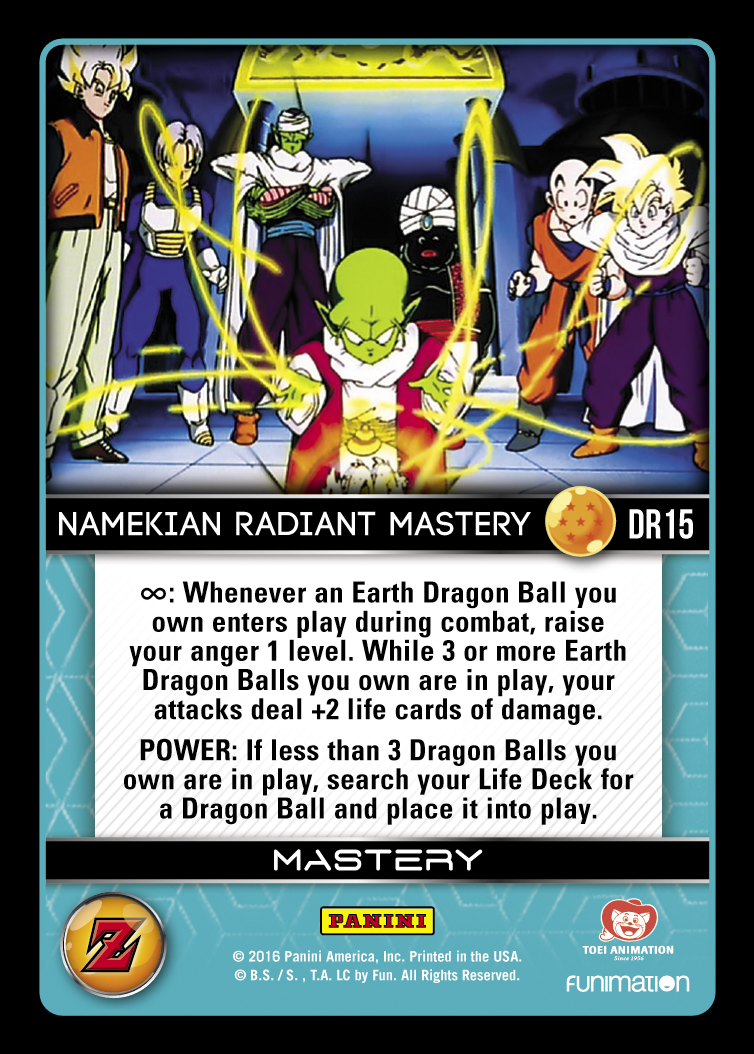 NAMEKIAN RADIANT MASTERY DR15
∞: Whenever an Earth Dragon Ball you
own enters play during combat, raise
your anger 1 level. While 3 or more Earth
Dragon Balls you own are in play, your
attacks deal +2 life cards of damage.
POWER: If less than 3 Dragon Balls you
own are in play, search your Life Deck for
a Dragon Ball and place it into play.
MASTERY
Z
PANINI
© 2016 Panini America, Inc. Printed in the USA.
© B.S. / S. , T.A. LC by Fun. All Rights Reserved.
TOEI ANIMATION
Since 1956
FUNIMATION